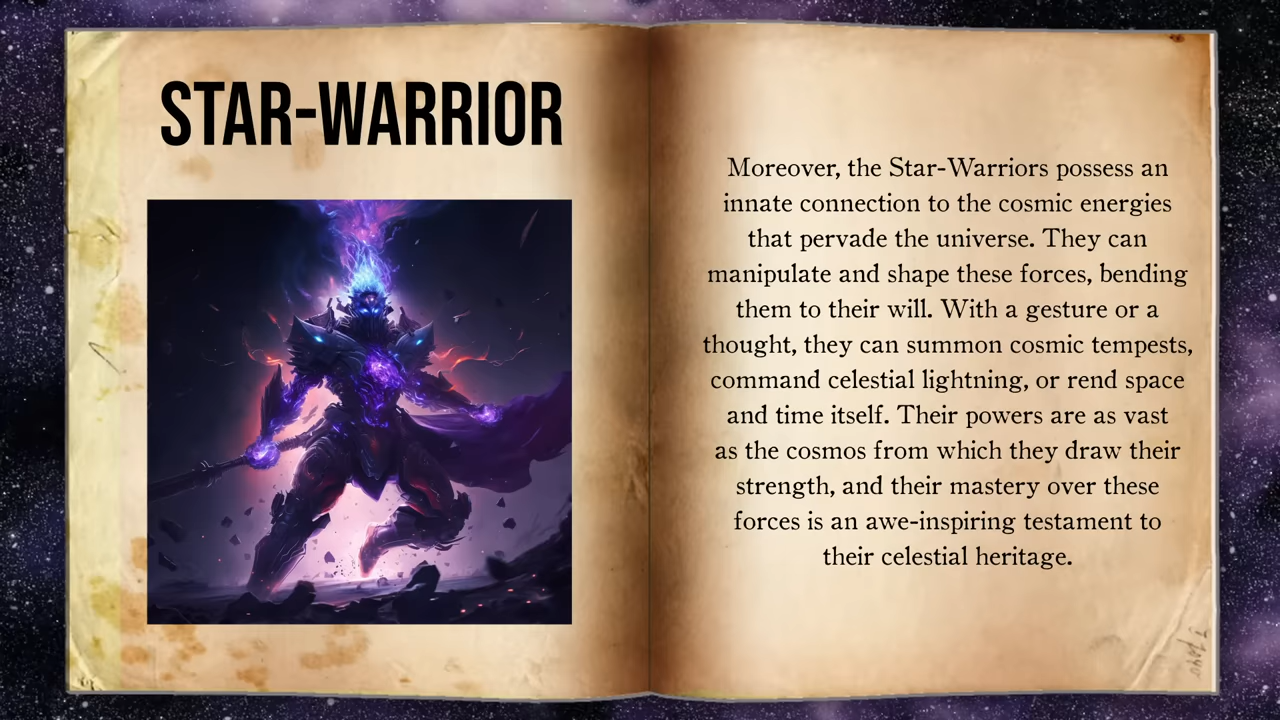 STAR-WARRIOR
Moreover, the Star-Warriors possess an
innate connection to the cosmic energies
that pervade the universe. They can
manipulate and shape these forces, bending
them to their will. With a gesture or a
thought, they can summon cosmic tempests,
command celestial lightning, or rend space
and time itself. Their powers are as vast
as the cosmos from which they draw their
strength, and their mastery over these
forces is an awe-inspiring testament to
their celestial heritage.